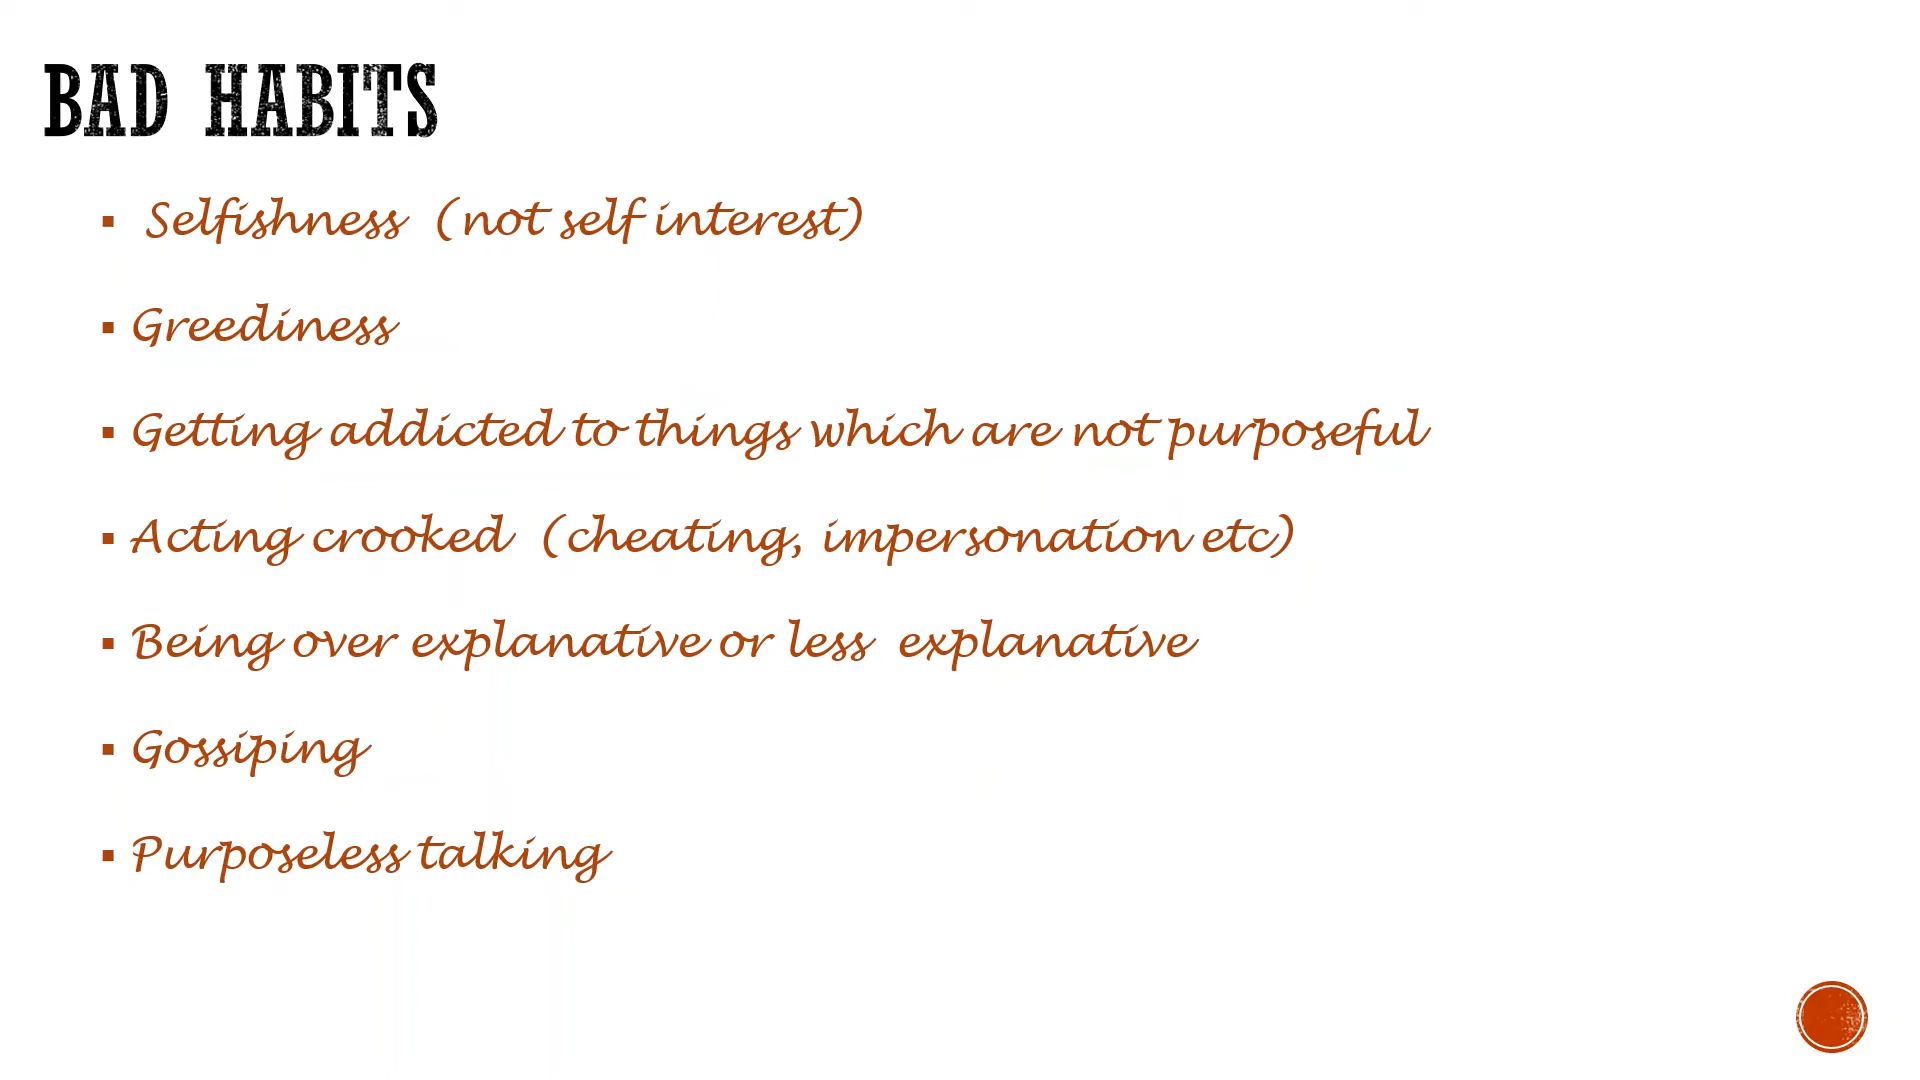 BAD HABITS
▪ Selfishness (not self interest)
▪ Greediness
▪ Getting addicted to things which are not purposeful
▪ Acting crooked (cheating, impersonation etc)
▪ Being over explanative or less explanative
▪ Gossiping
▪ Purposeless talking